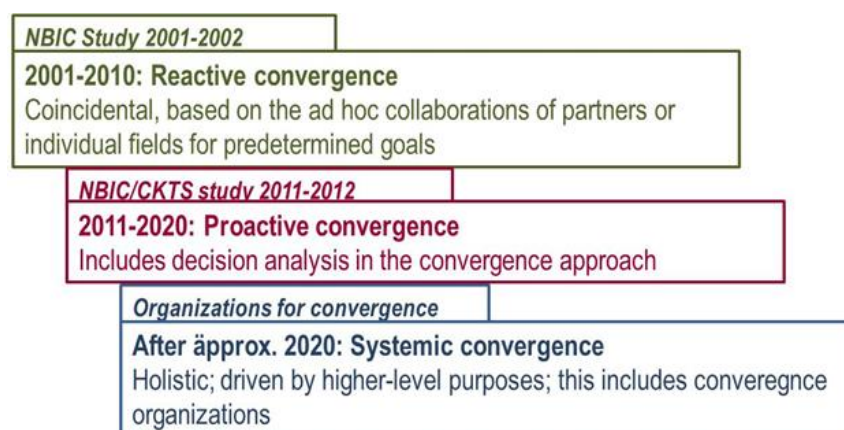 NBIC Study 2001-2002
2001-2010: Reactive convergence
Coincidental, based on the ad hoc collaborations of partners or
individual fields for predetermined goals
NBIC/CKTS study 2011-2012
2011-2020: Proactive convergence
Includes decision analysis in the convergence approach
Organizations for convergence
After äpprox. 2020: Systemic convergence
Holistic; driven by higher-level purposes; this includes converegnce
organizations